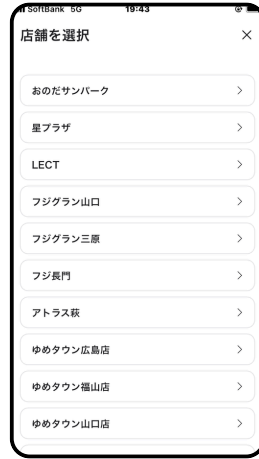 SoftBank 5G 19:43
店舗を選択
おのだサンパーク
星プラザ
LECT
フジグラン山口
フジグラン三原
フジ長門
アトラス萩
ゆめタウン広島店
ゆめタウン福山店
ゆめタウン山口店